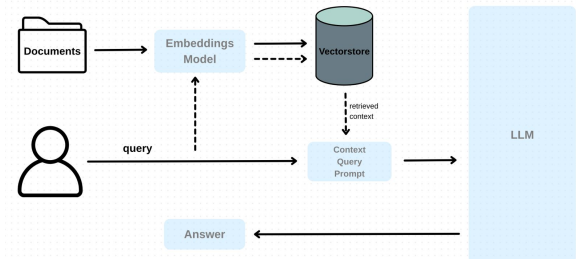 Documents
Embeddings
Model
Vectorstore
retrieved
context
query
Context
Query
Prompt
LLM
Answer